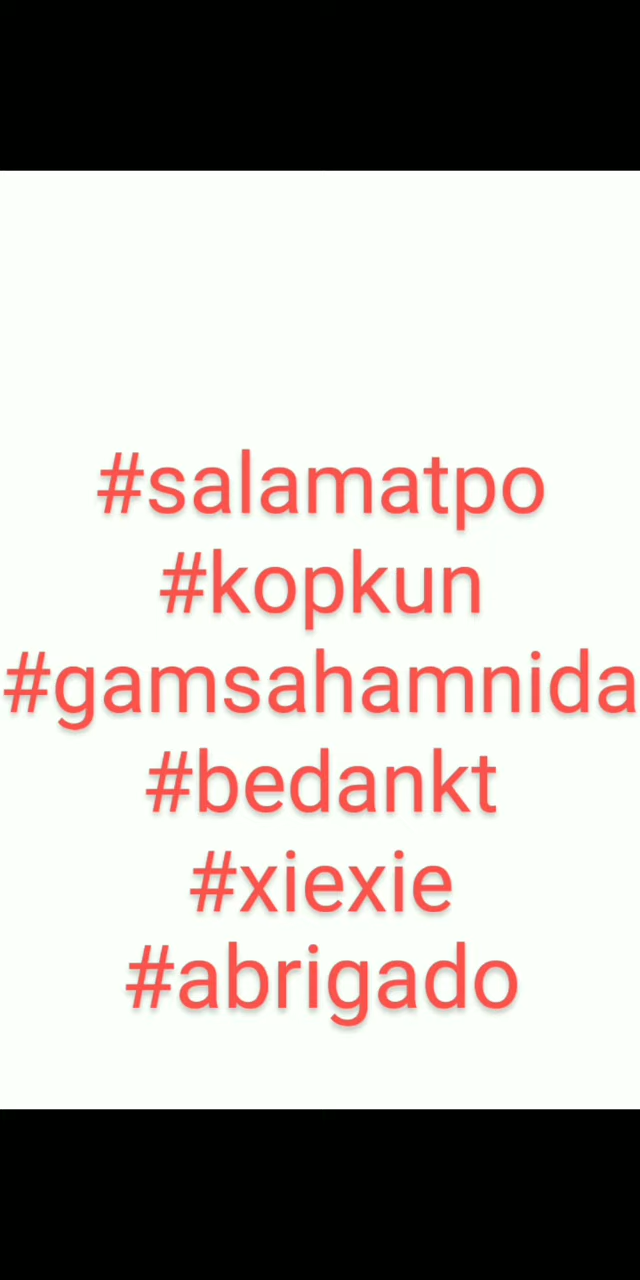 #salamatpo
#kopkun
#gamsahamnida
#bedankt
#xiexie
#abrigado